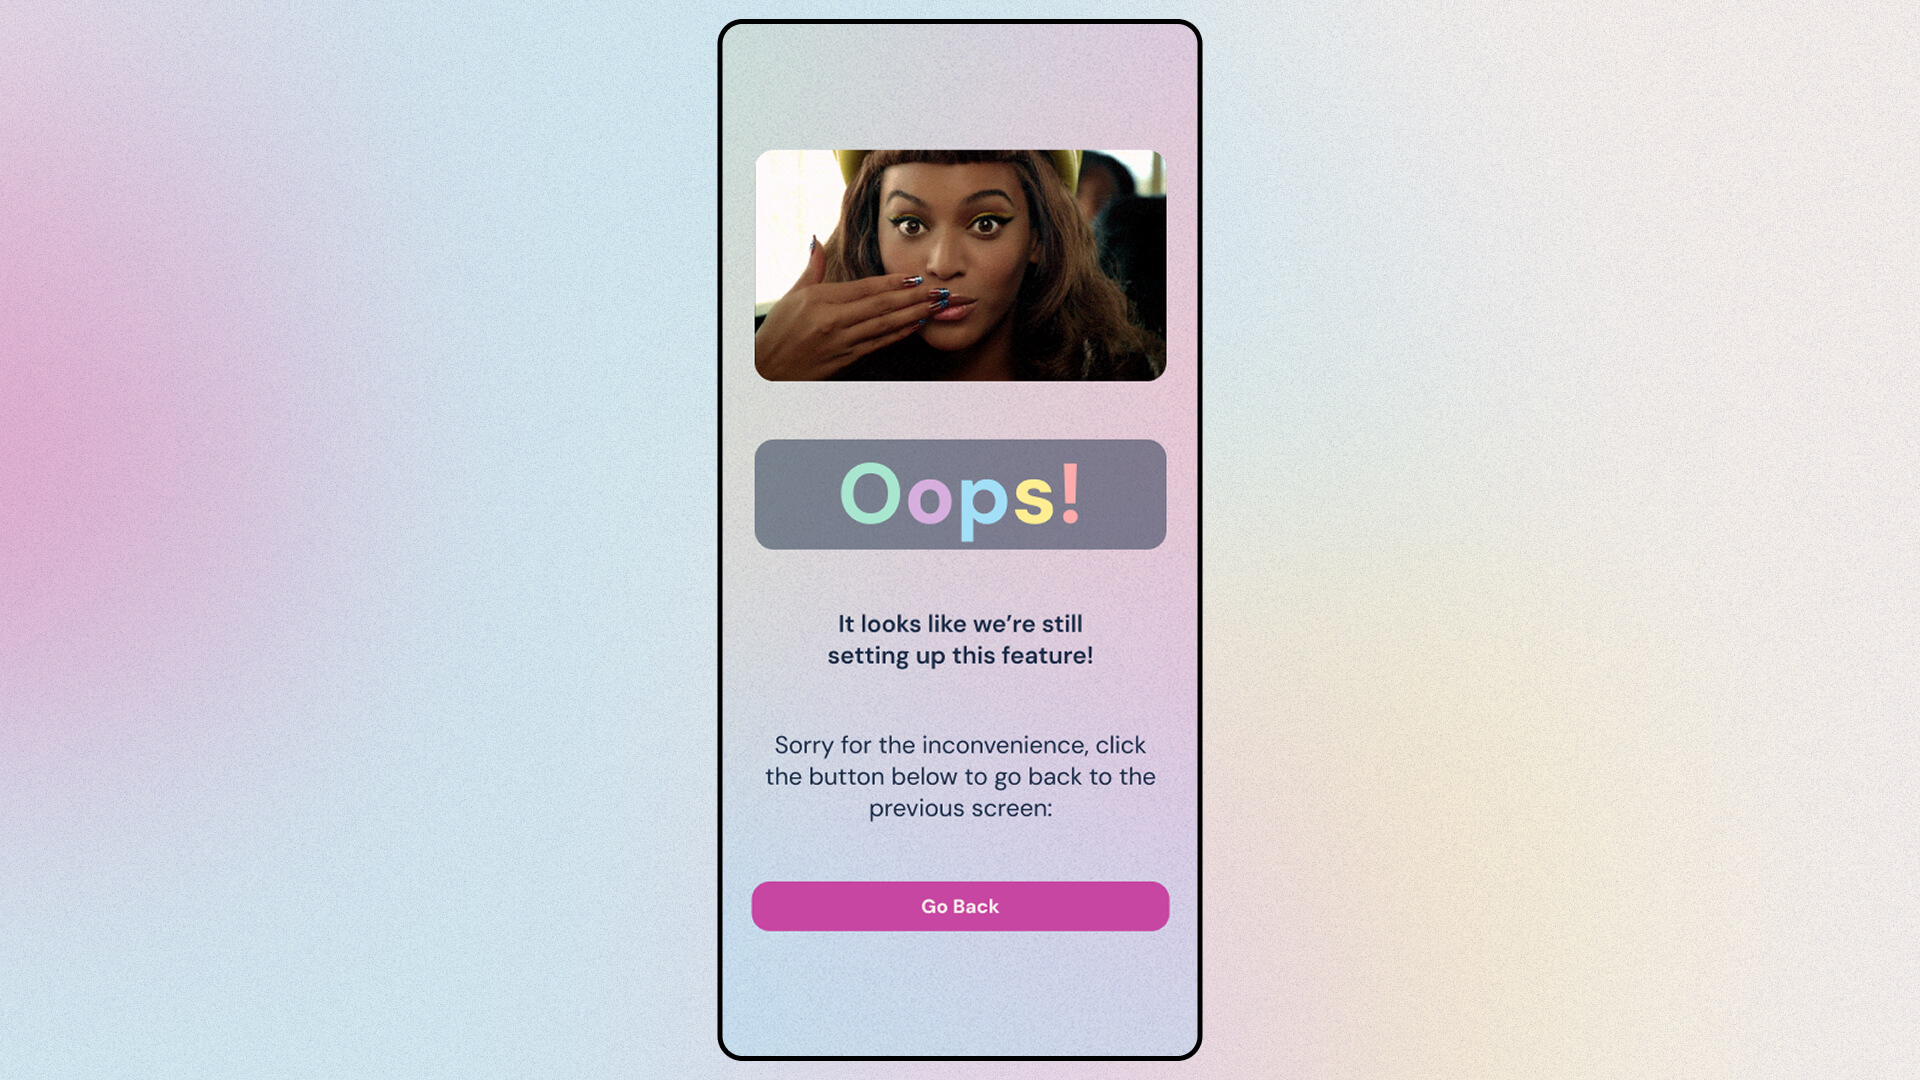 Oops!
It looks like we’re still
setting up this feature!
Sorry for the inconvenience, click
the button below to go back to the
previous screen:
Go Back